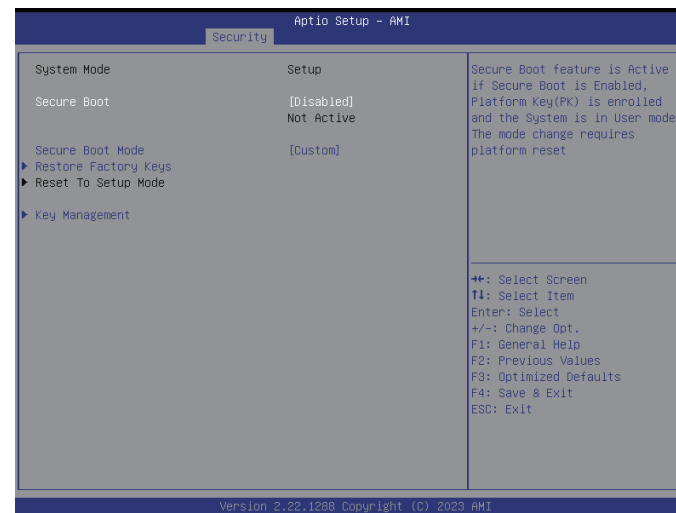 Aptio Setup – AMI
Security
System Mode Setup
Secure Boot [Disabled]
Not Active
Secure Boot Mode [Custom]
Restore Factory Keys
Reset To Setup Mode
Key Management
Secure Boot feature is Active
if Secure Boot is Enabled,
Platform Key(PK) is enrolled
and the System is in User mode
The mode change requires
platform reset
→←: Select Screen
↑↓: Select Item
Enter: Select
+/-: Change Opt.
F1: General Help
F2: Previous Values
F3: Optimized Defaults
F4: Save & Exit
ESC: Exit
Version 2.22.1288 Copyright (C) 2023 AMI